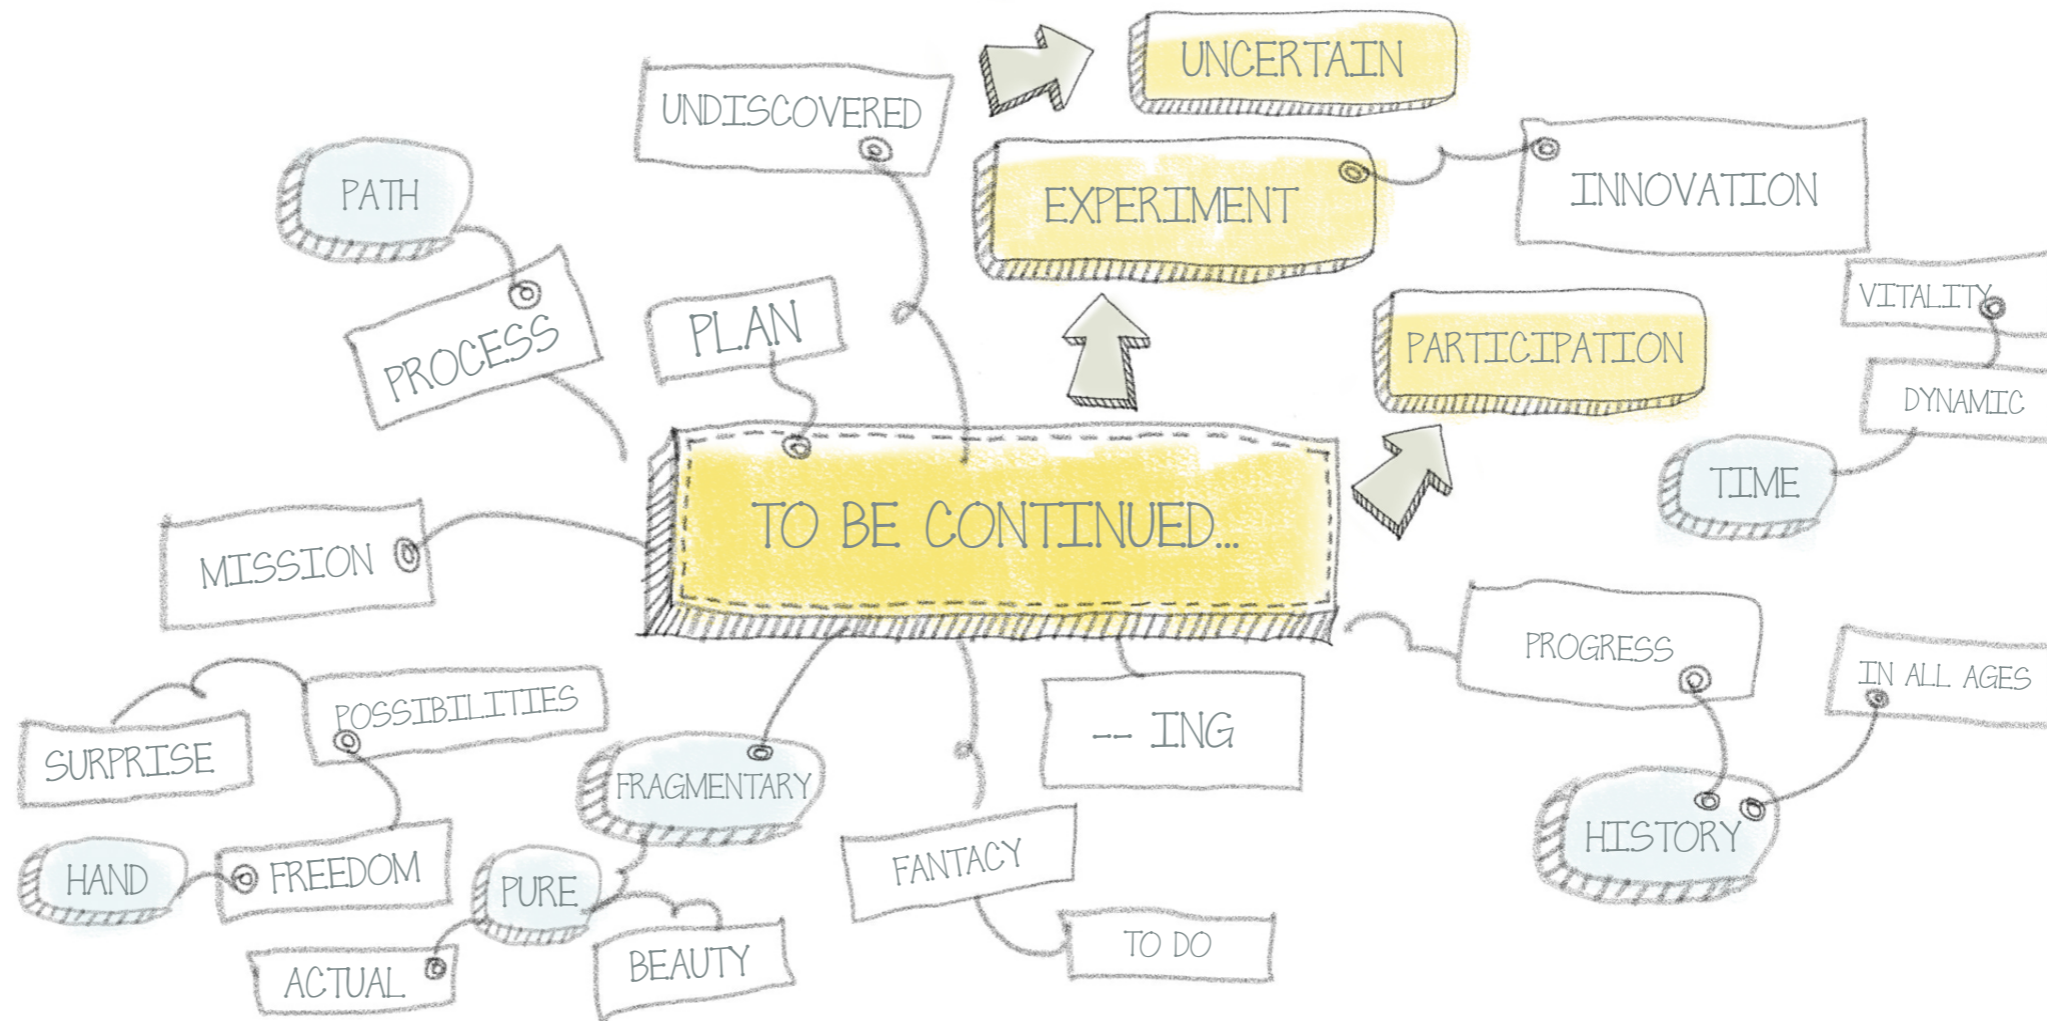 UNCERTAIN
UNDISCOVERED
INNOVATION
PATH
EXPERIMENT
VITALITY
PLAN
PROCESS
PARTICIPATION
DYNAMIC
TIME
TO BE CONTINUED...
MISSION
PROGRESS
IN ALL AGES
POSSIBILITIES
SURPRISE
-- ING
FRAGMENTARY
HISTORY
FANTACY
HAND
FREEDOM
PURE
TO DO
BEAUTY
ACTUAL